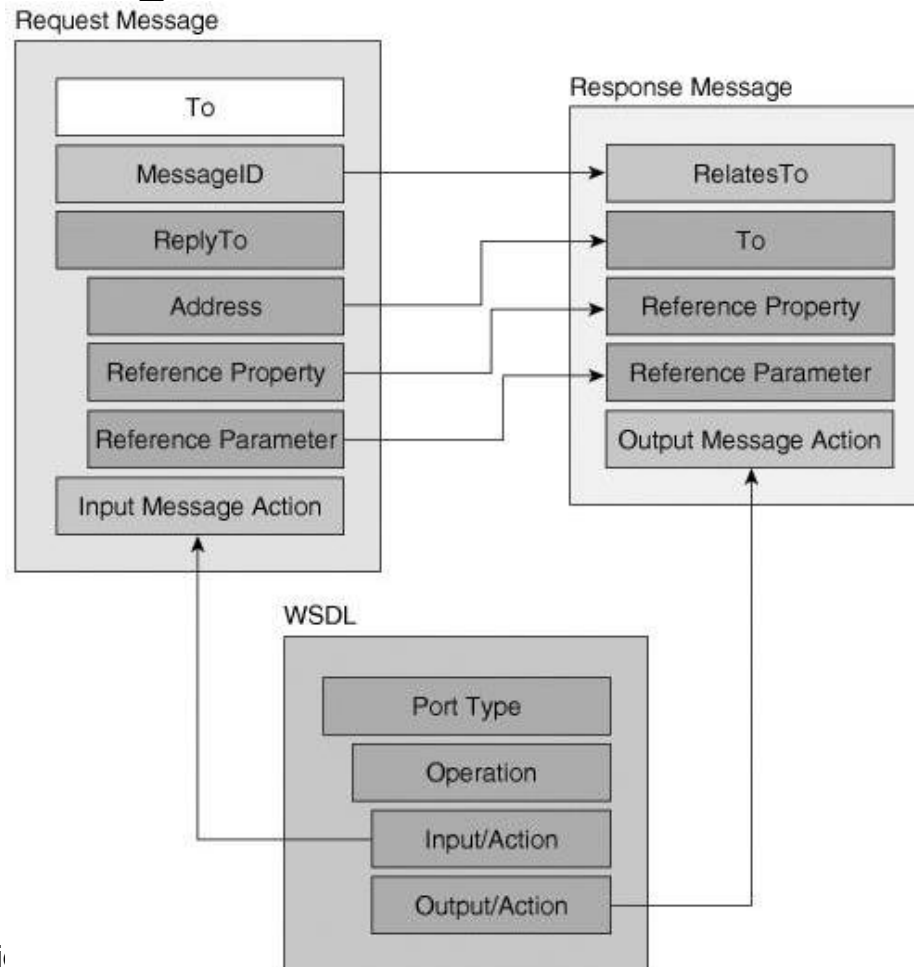 Request Message
To
MessageID
ReplyTo
Address
Reference Property
Reference Parameter
Input Message Action
Response Message
RelatesTo
To
Reference Property
Reference Parameter
Output Message Action
WSDL
Port Type
Operation
Input/Action
Output/Action